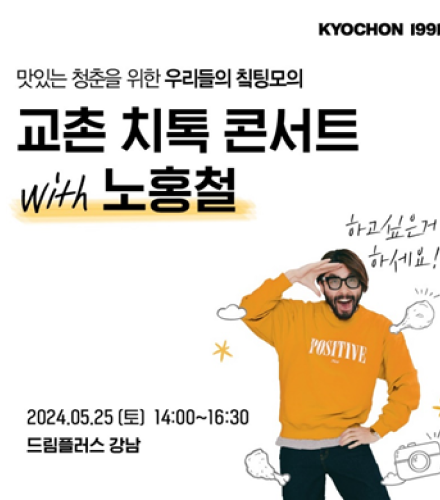 KYOCHON 1991
맛있는 청춘을 위한 우리들의 칰팅모의
교촌 치톡 콘서트
with 노홍철
하고싶은거
하세요!
POSITIVE
2024.05.25 (토) 14:00~16:30
드림플러스 강남